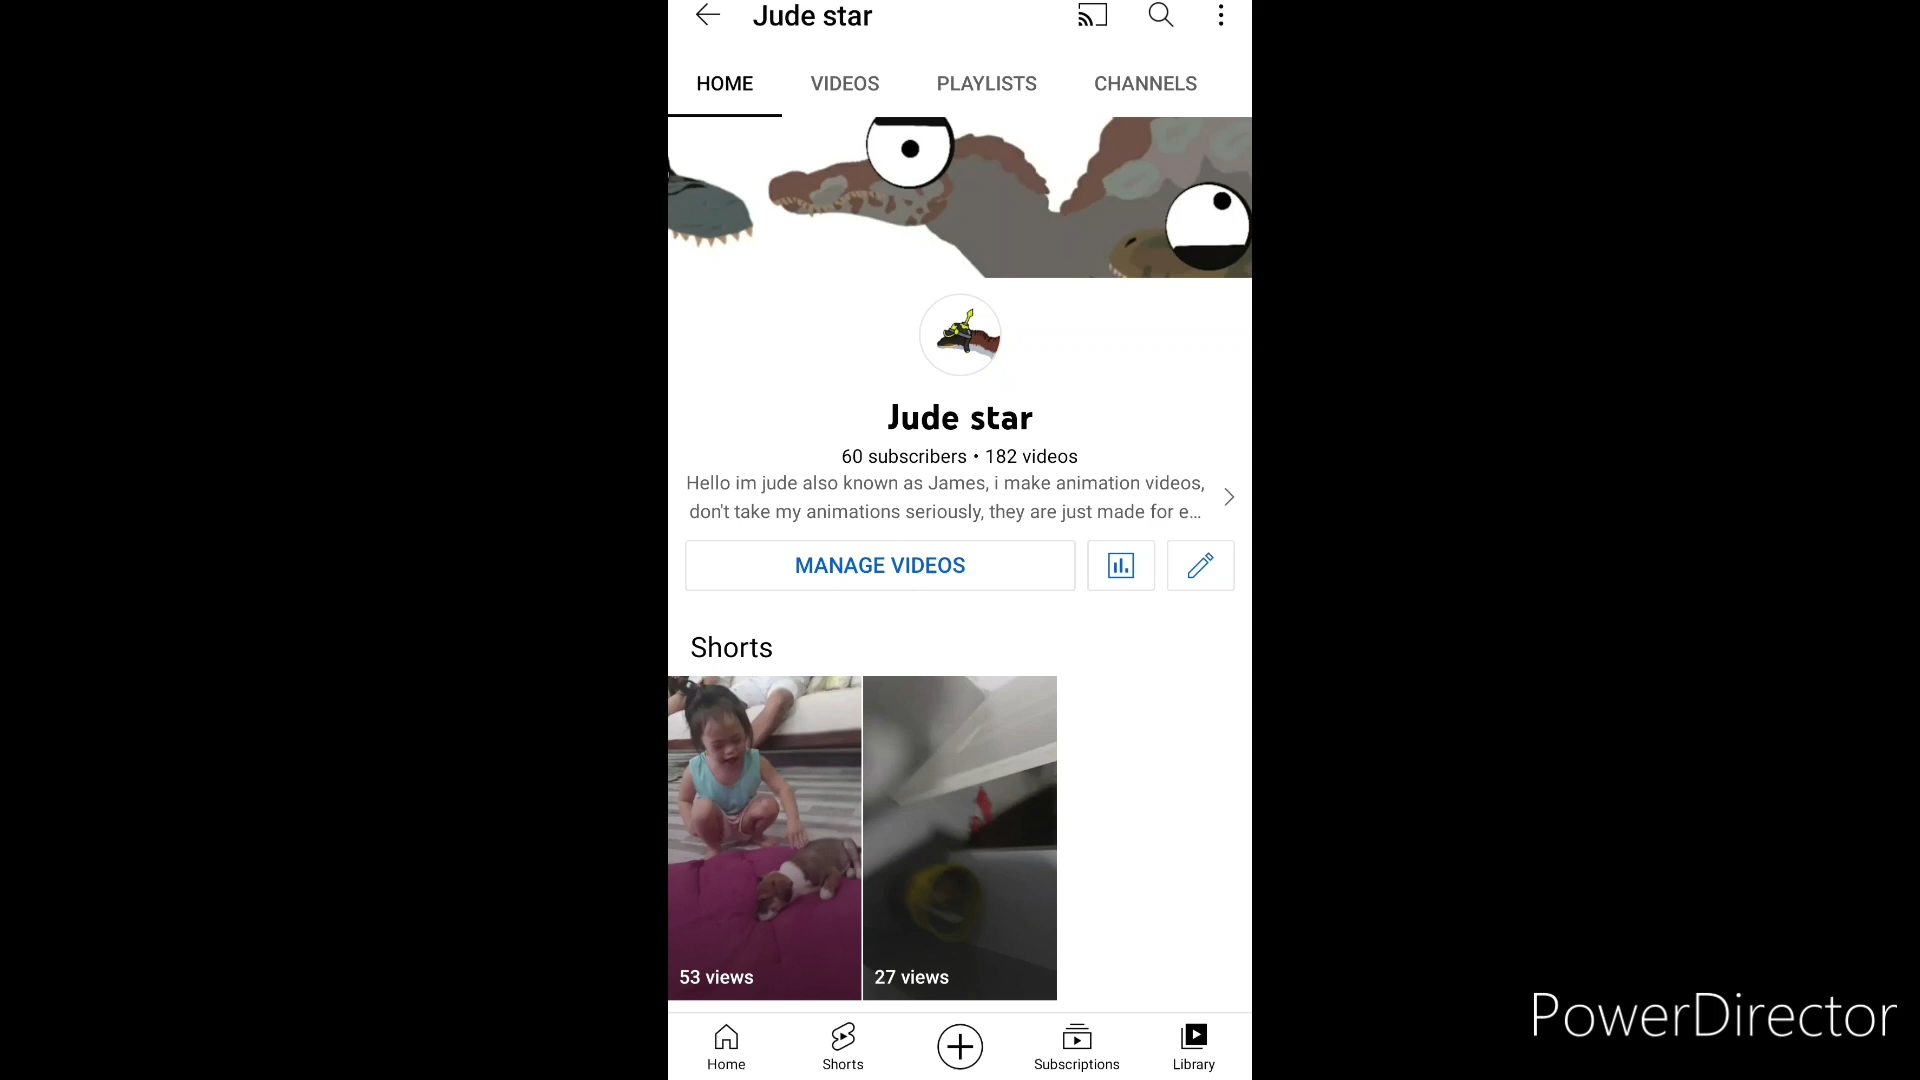 Jude star
HOME VIDEOS PLAYLISTS CHANNELS
Jude star
60 subscribers • 182 videos
Hello im jude also known as James, i make animation videos,
don't take my animations seriously, they are just made for e...
MANAGE VIDEOS
Shorts
53 views 27 views
Home Shorts Subscriptions Library
PowerDirector